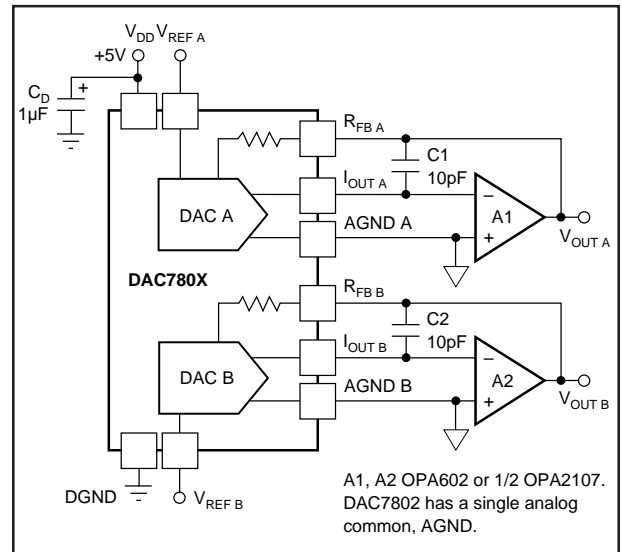 V_DD V_REF A
+5V
C_D
1µF
+
R_FB A
C1
10pF
I_OUT A
DAC A
−
A1
+
AGND A
V_OUT A
DAC780X
R_FB B
C2
10pF
I_OUT B
DAC B
−
A2
+
AGND B
V_OUT B
DGND
V_REF B
A1, A2 OPA602 or 1/2 OPA2107.
DAC7802 has a single analog
common, AGND.